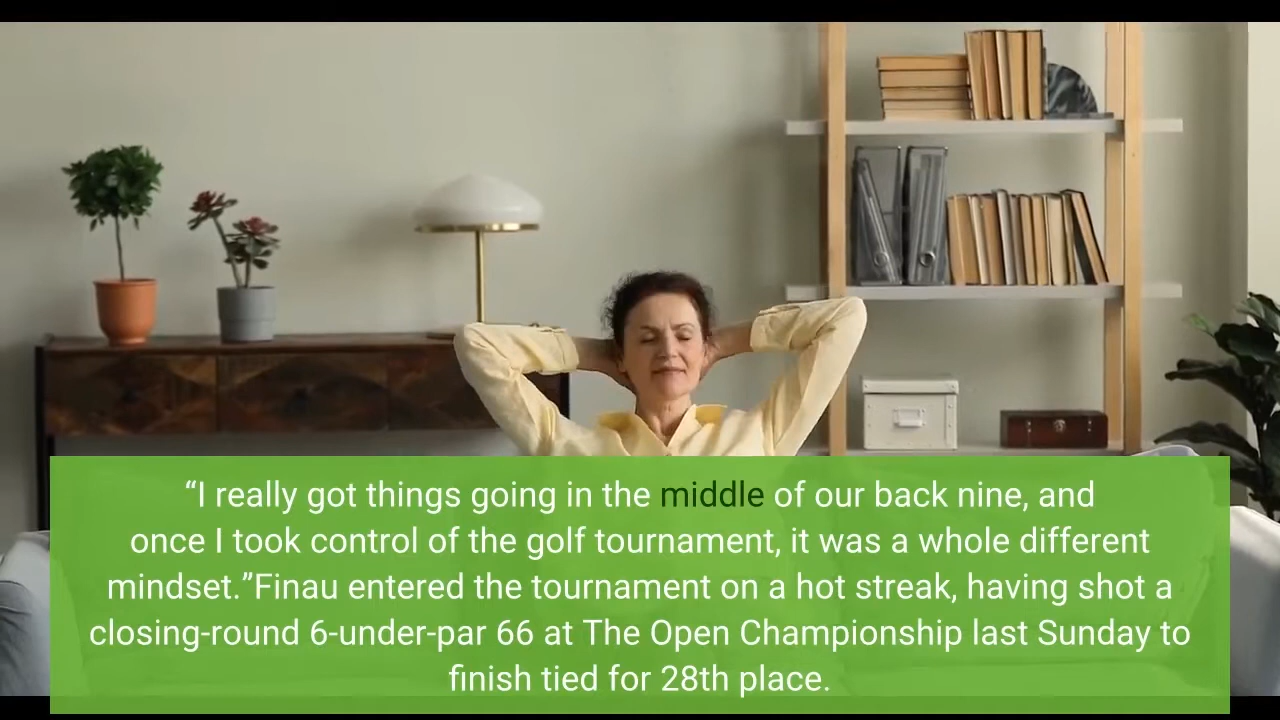 “I really got things going in the middle of our back nine, and
once I took control of the golf tournament, it was a whole different
mindset.”Finau entered the tournament on a hot streak, having shot a
closing-round 6-under-par 66 at The Open Championship last Sunday to
finish tied for 28th place.